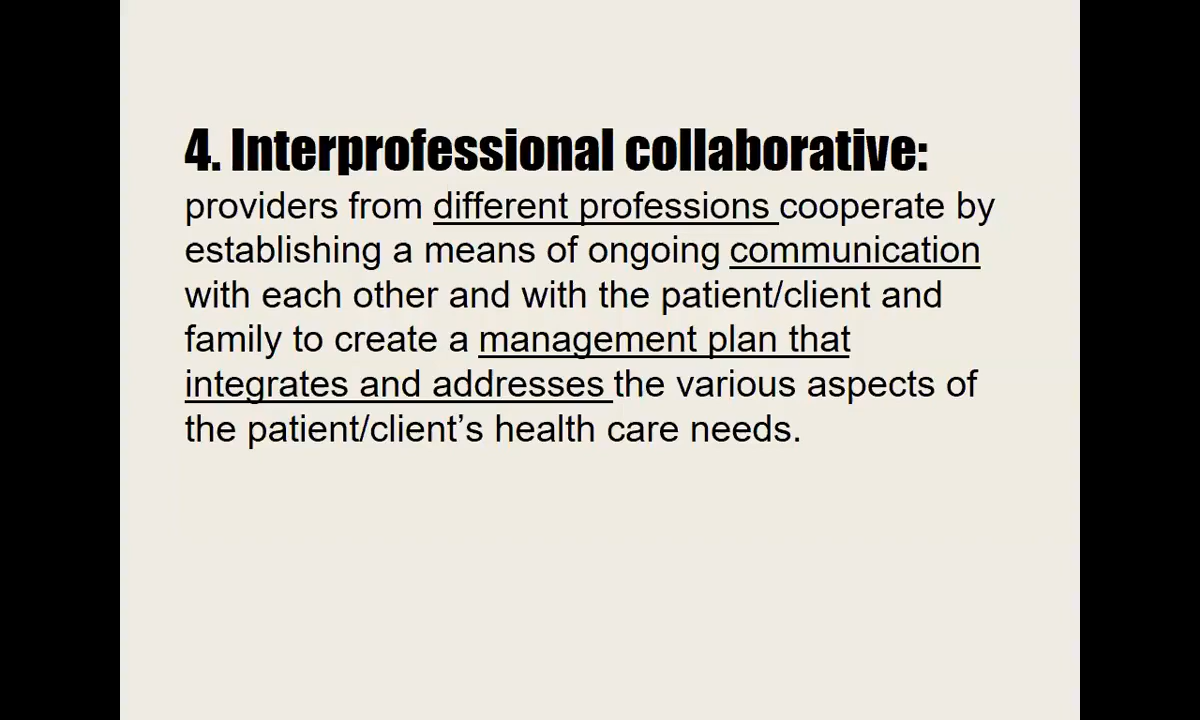 4. Interprofessional collaborative:
providers from different professions cooperate by
establishing a means of ongoing communication
with each other and with the patient/client and
family to create a management plan that
integrates and addresses the various aspects of
the patient/client’s health care needs.